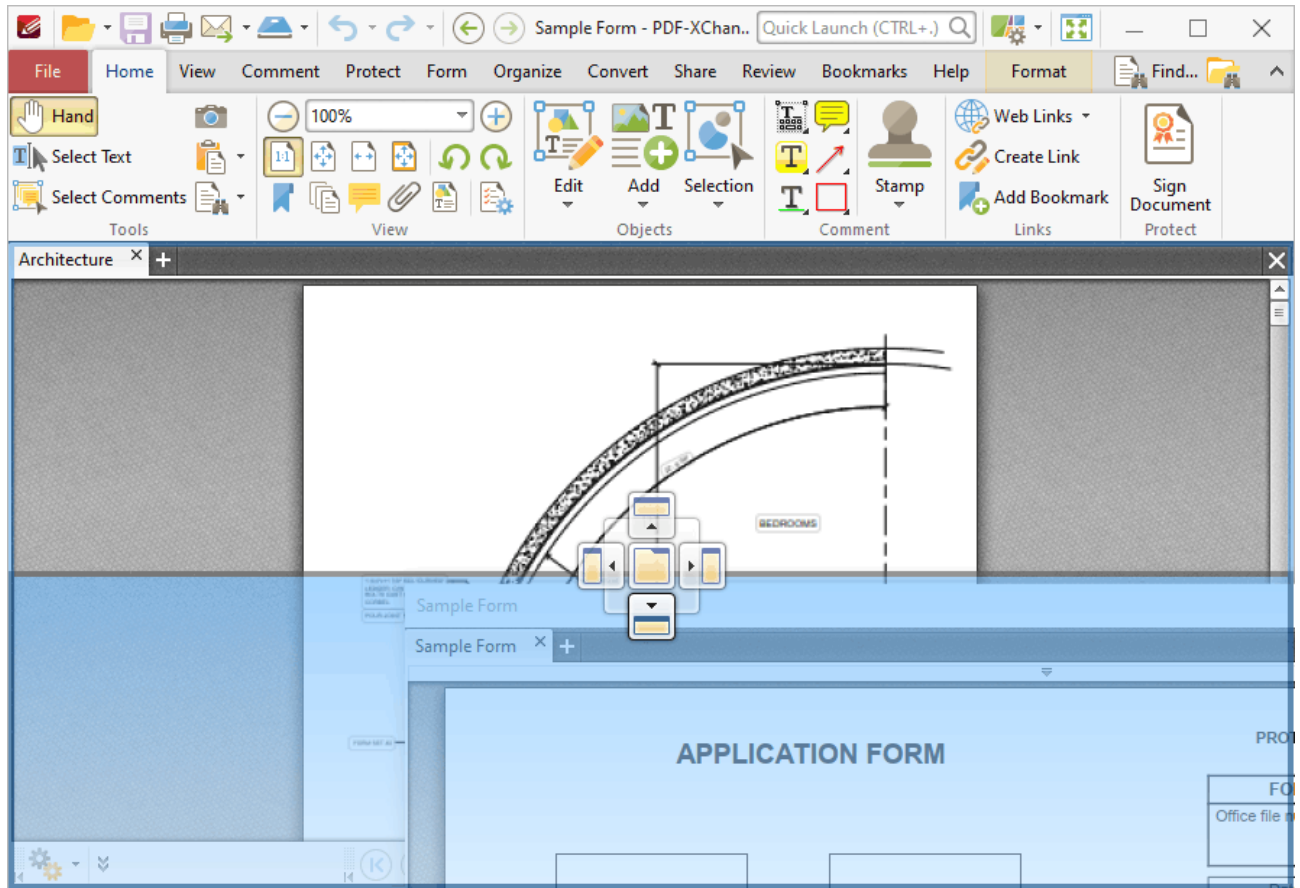 Sample Form - PDF-XChan..
Quick Launch (CTRL+.)
File Home View Comment Protect Form Organize Convert Share Review Bookmarks Help Format Find...
Hand
Select Text
Select Comments
Tools
100%
1:1
View
Edit
Add
Selection
Objects
Stamp
Comment
Web Links
Create Link
Add Bookmark
Links
Sign
Document
Protect
Architecture
BEDROOMS
Sample Form
Sample Form
APPLICATION FORM
Office file